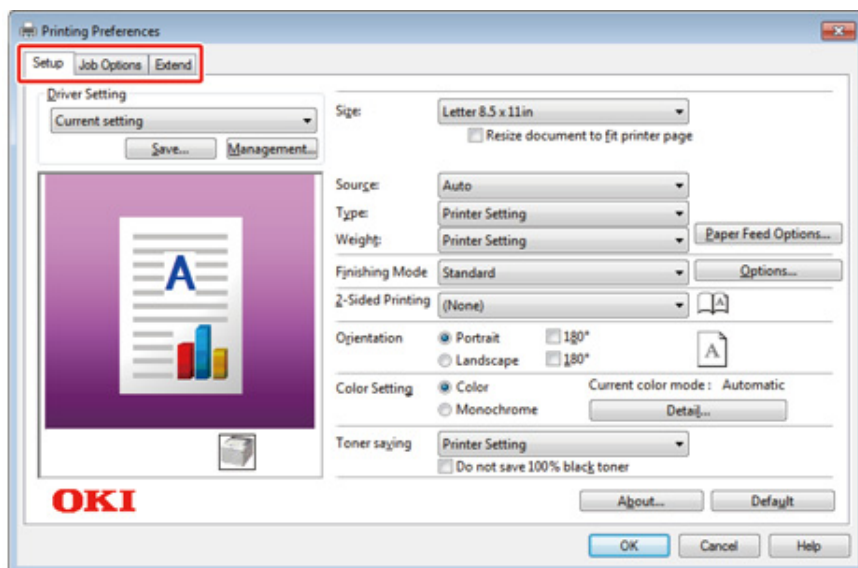 Printing Preferences
Setup Job Options Extend
Driver Setting
Current setting
Save... Management...
A
OKI
Size: Letter 8.5 x 11in
Resize document to fit printer page
Source: Auto
Type: Printer Setting
Weight: Printer Setting Paper Feed Options...
Finishing Mode Standard Options...
2-Sided Printing (None) A
Orientation Portrait 180°
Landscape 180° A
Color Setting Color Current color mode : Automatic
Monochrome Detail...
Toner saving Printer Setting
Do not save 100% black toner
About... Default
OK Cancel Help